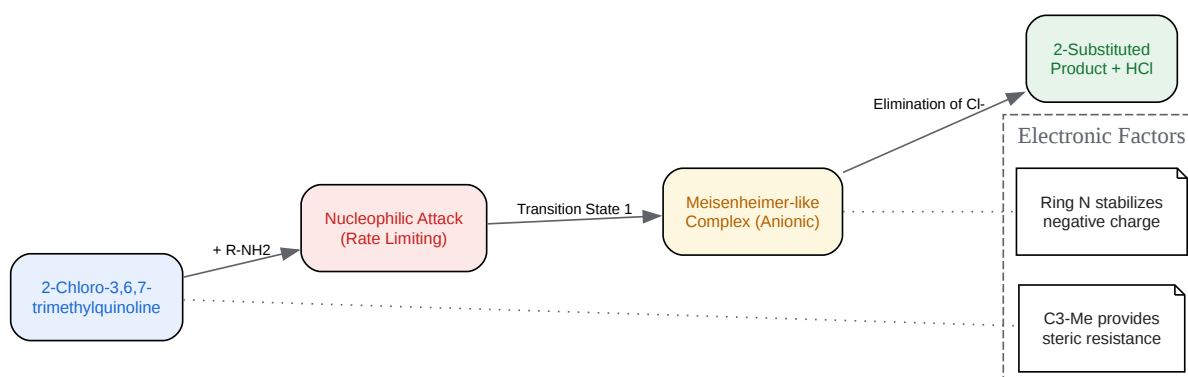 2-Substituted
Product + HCl
Elimination of Cl-
Electronic Factors
Meisenheimer-like
Complex (Anionic)
Ring N stabilizes
negative charge
Transition State 1
Nucleophilic Attack
(Rate Limiting)
+ R-NH2
2-Chloro-3,6,7-
trimethylquinoline
C3-Me provides
steric resistance